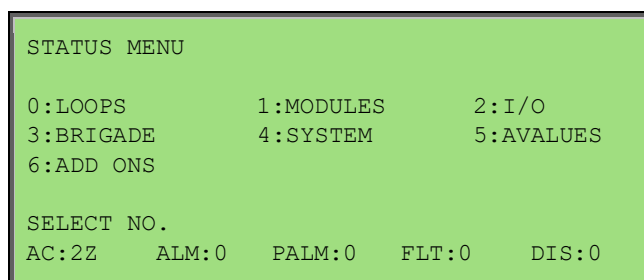 STATUS MENU
0:LOOPS 1:MODULES 2:I/O
3:BRIGADE 4:SYSTEM 5:AVALUES
6:ADD ONS
SELECT NO.
AC:2Z ALM:0 PALM:0 FLT:0 DIS:0